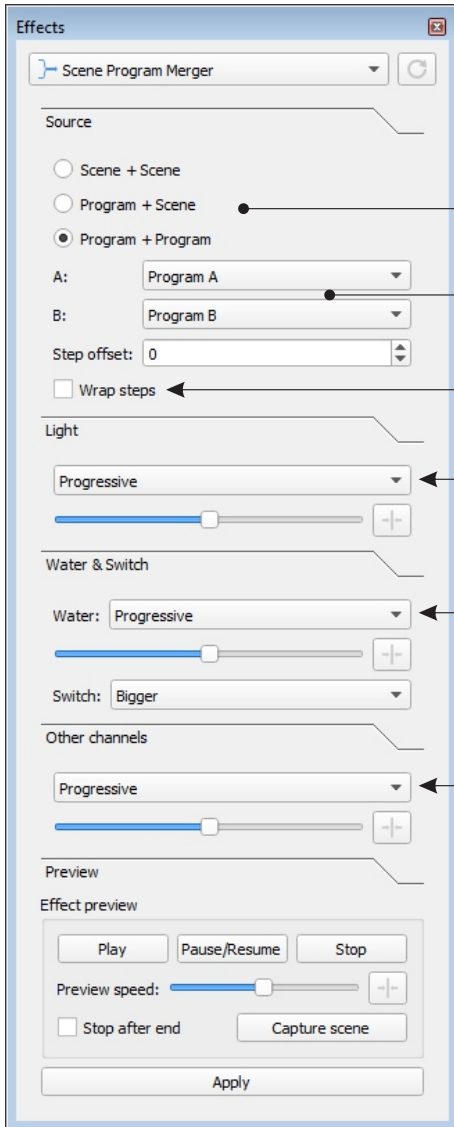 Effects
Scene Program Merger
Source
Scene + Scene
Program + Scene
Program + Program
A: Program A
B: Program B
Step offset: 0
Wrap steps
Light
Progressive
Water & Switch
Water: Progressive
Switch: Bigger
Other channels
Progressive
Preview
Effect preview
Play Pause/Resume Stop
Preview speed:
Stop after end Capture scene
Apply